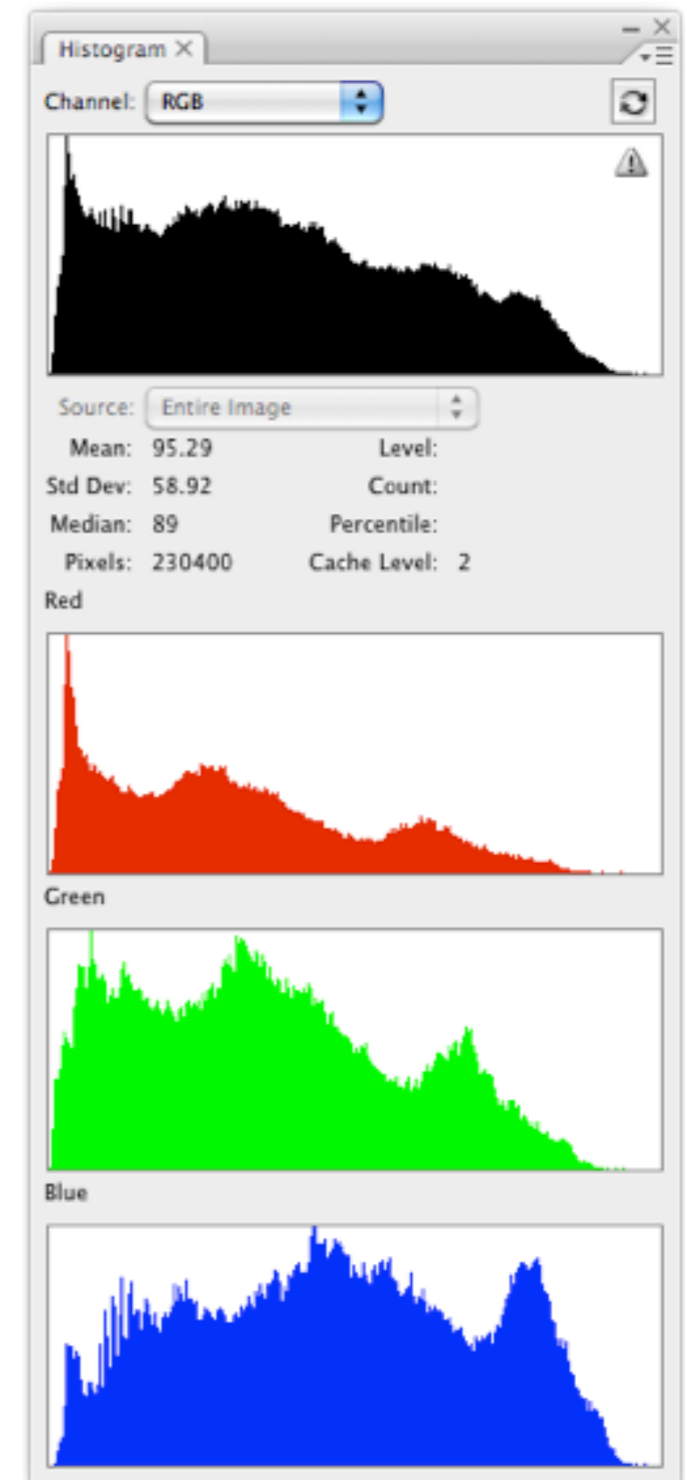 Histogram
Channel: RGB
Source: Entire Image
Mean: 95.29 Level:
Std Dev: 58.92 Count:
Median: 89 Percentile:
Pixels: 230400 Cache Level: 2
Red
Green
Blue